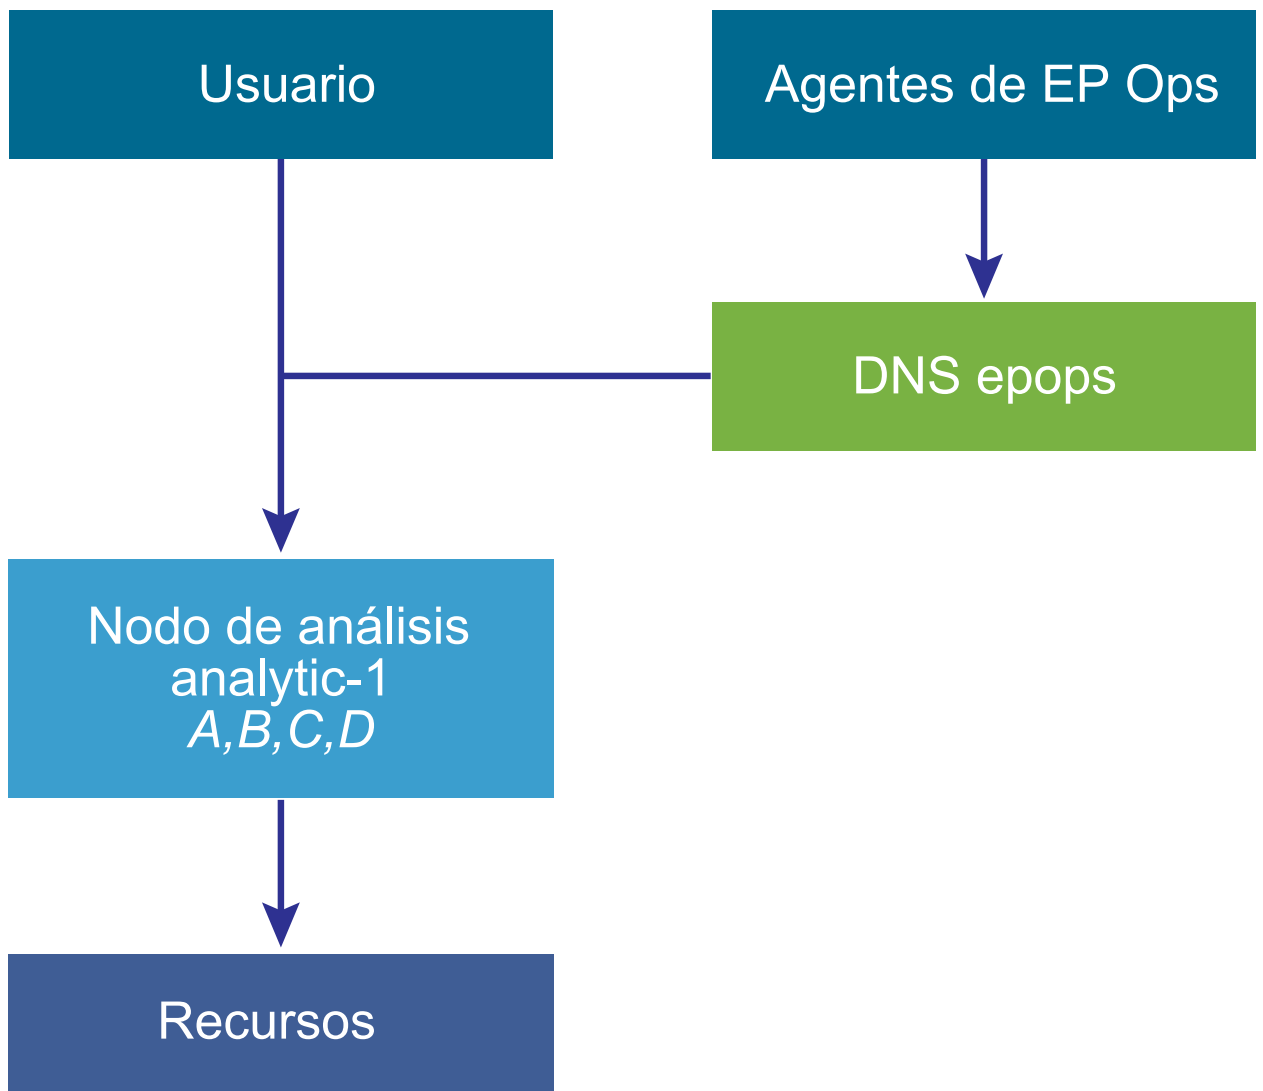 Usuario
Agentes de EP Ops
DNS epops
Nodo de análisis
analytic-1
A,B,C,D
Recursos